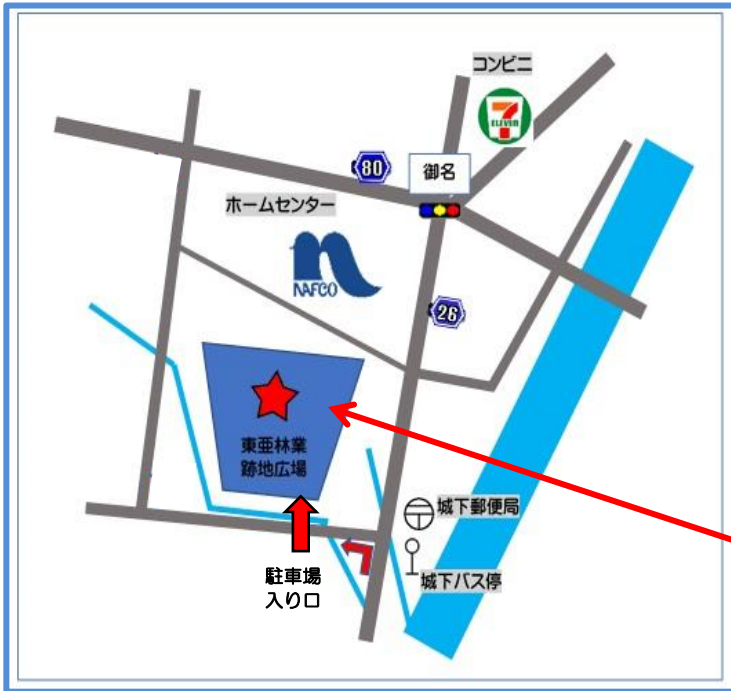 コンビニ
7
ELEVEN
80
御名
ホームセンター
NAFCO
26
東亜林業
跡地広場
城下郵便局
駐車場
入り口
城下バス停